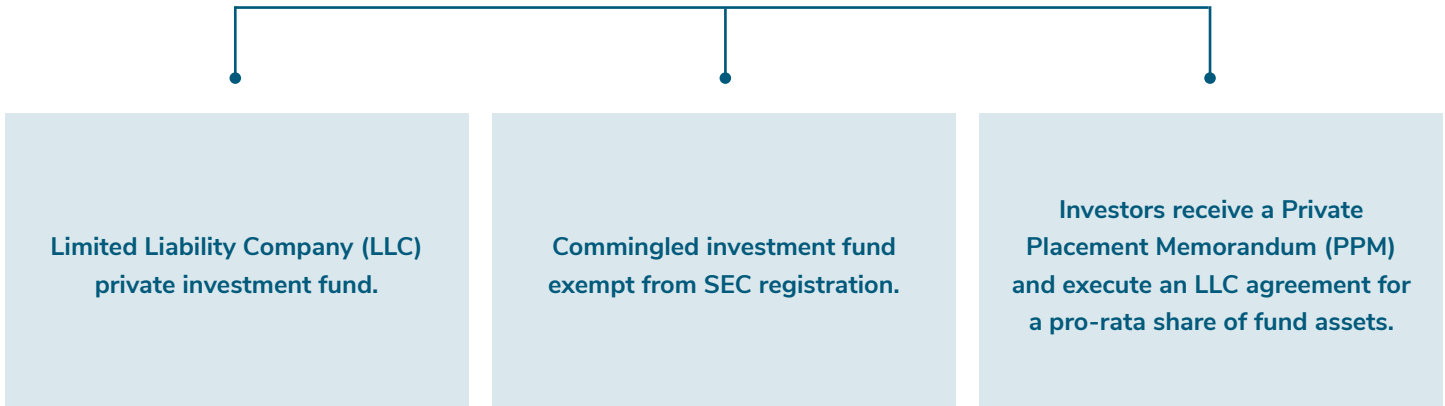 Limited Liability Company (LLC)
private investment fund.
Commingled investment fund
exempt from SEC registration.
Investors receive a Private
Placement Memorandum (PPM)
and execute an LLC agreement for
a pro-rata share of fund assets.